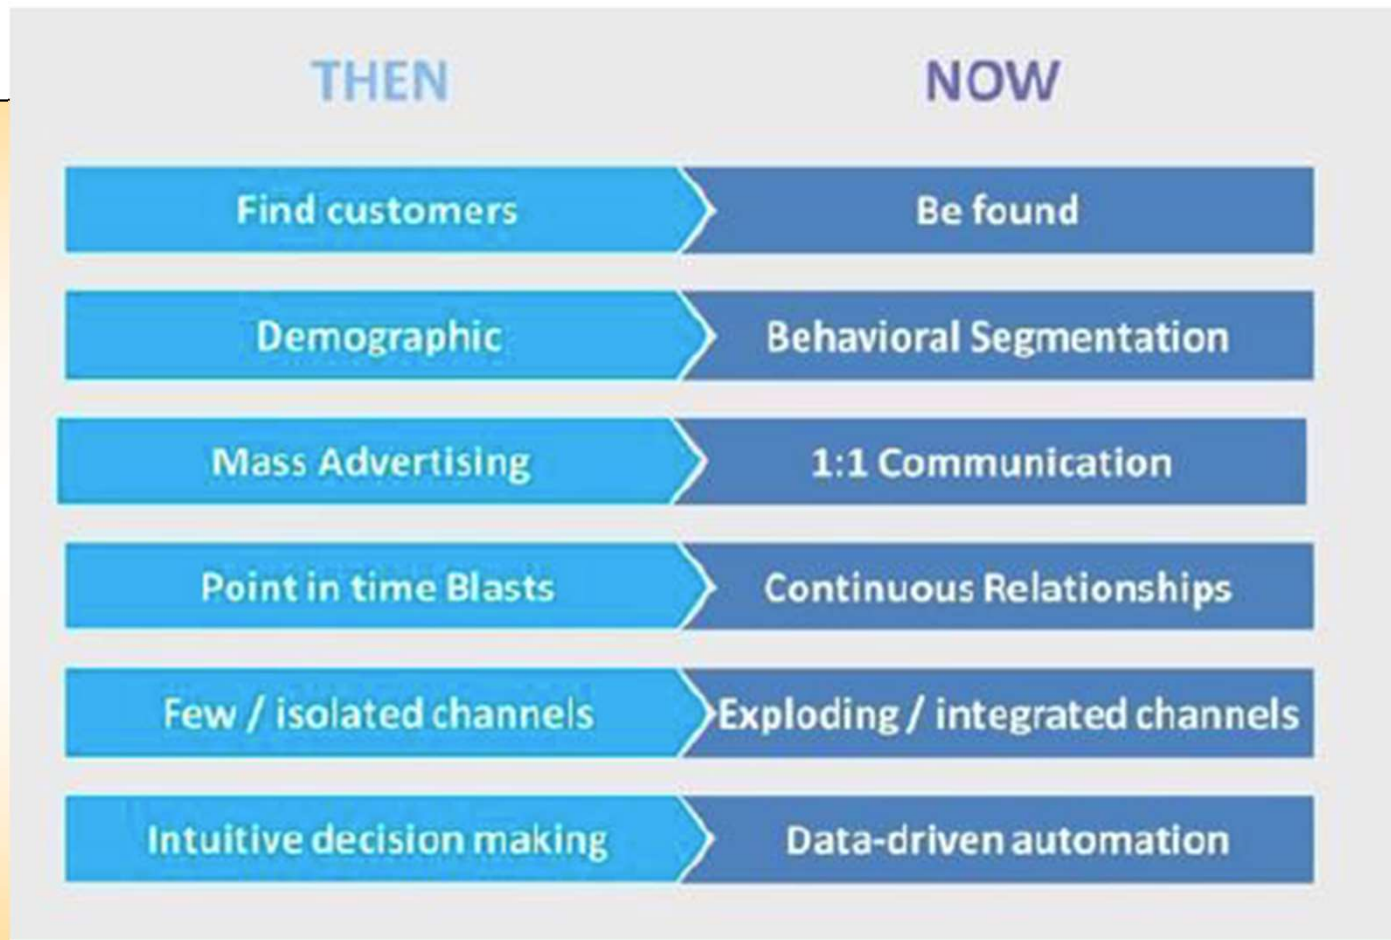 THEN NOW
Find customers Be found
Demographic Behavioral Segmentation
Mass Advertising 1:1 Communication
Point in time Blasts Continuous Relationships
Few / isolated channels Exploding / integrated channels
Intuitive decision making Data-driven automation